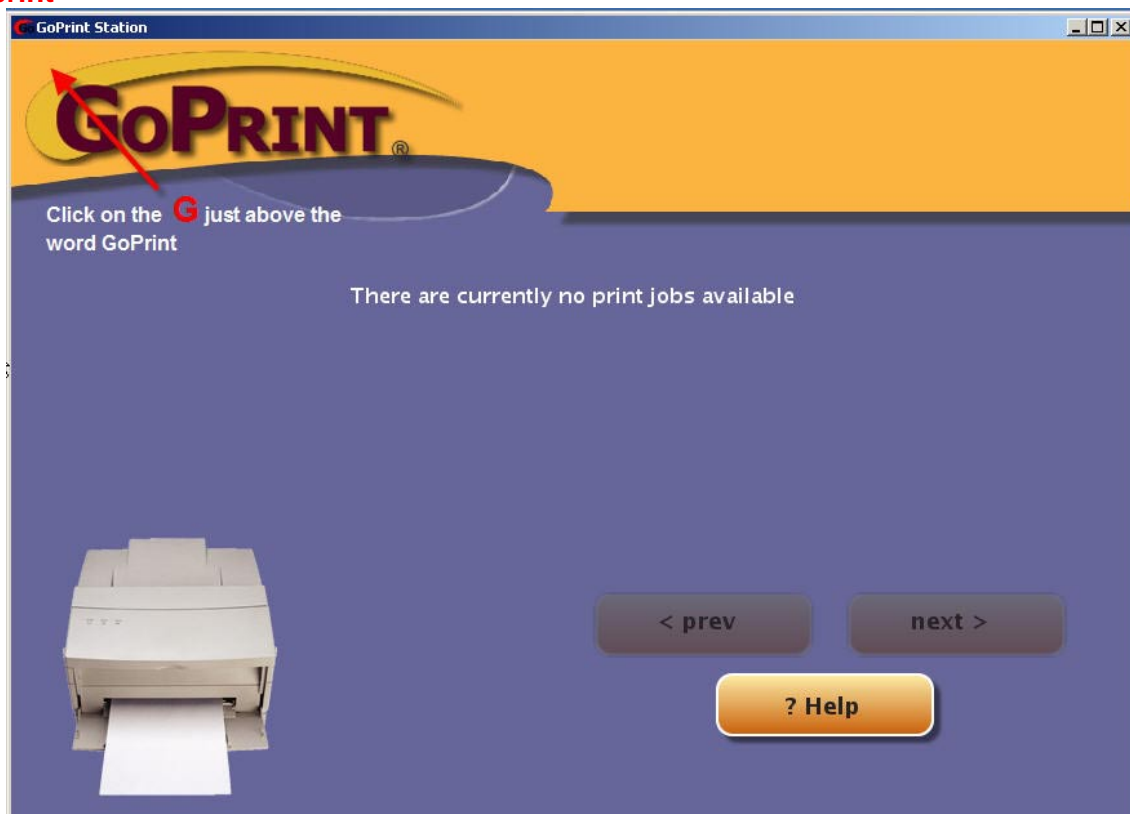 GoPrint Station
GOPRINT®
Click on the G just above the
word GoPrint
There are currently no print jobs available
< prev
next >
? Help